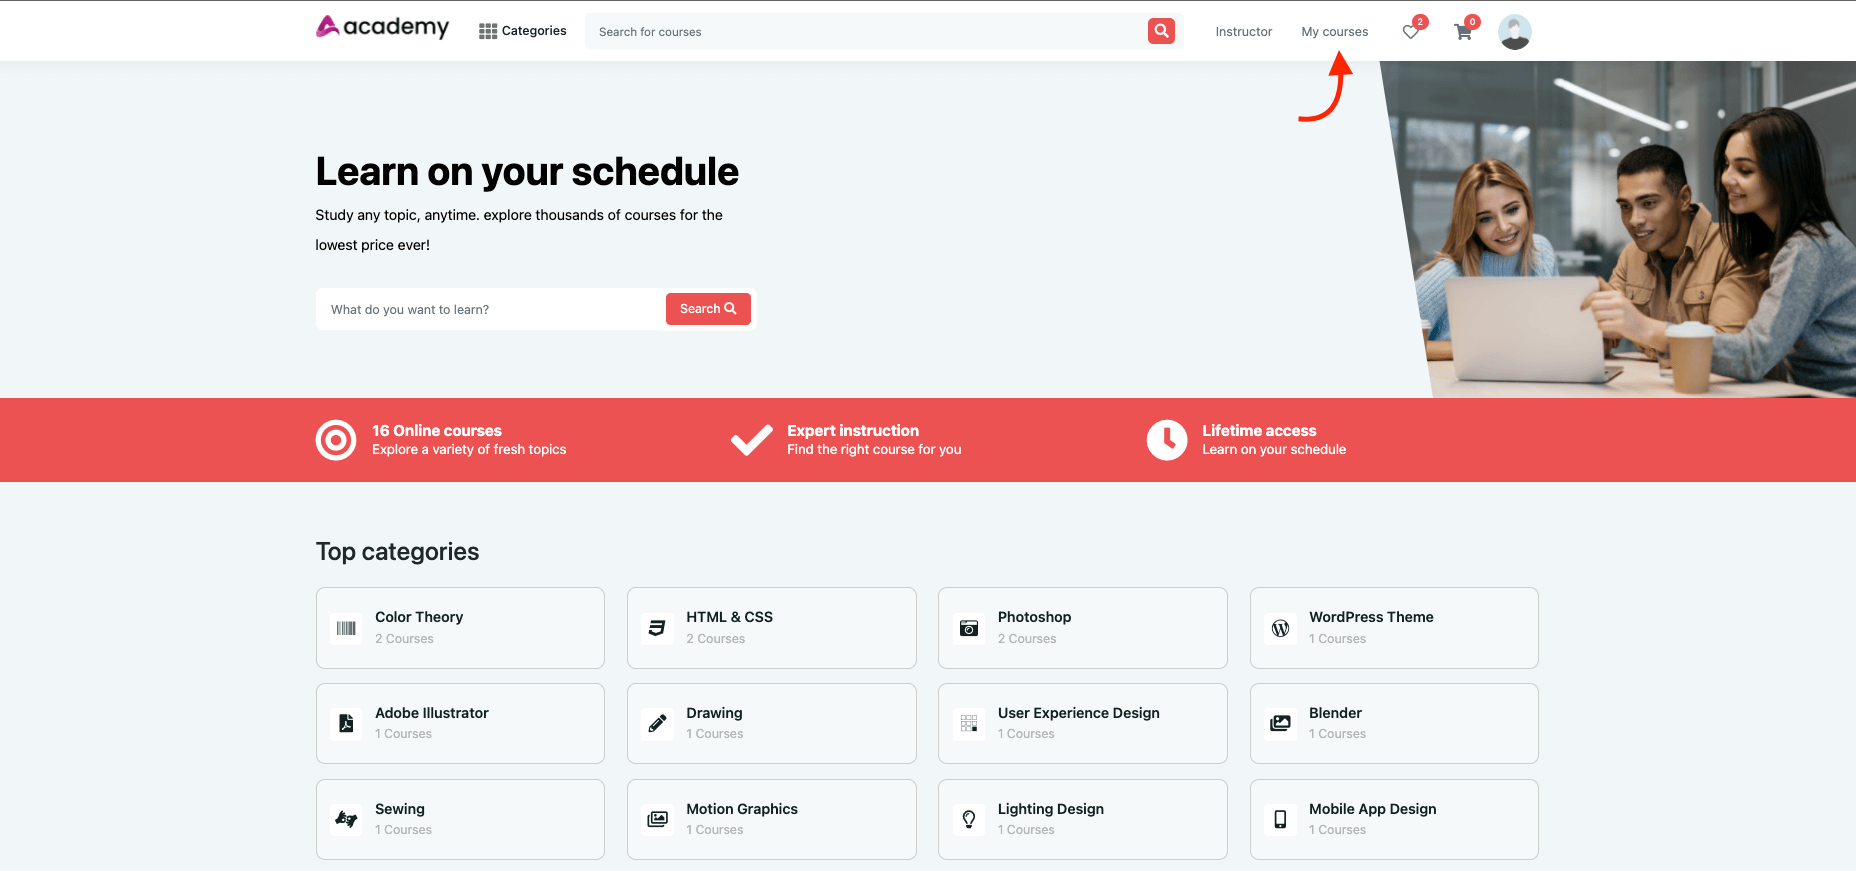 academy
Categories
Search for courses
Instructor
My courses
2
0
Learn on your schedule
Study any topic, anytime. explore thousands of courses for the
lowest price ever!
What do you want to learn?
Search
16 Online courses
Explore a variety of fresh topics
Expert instruction
Find the right course for you
Lifetime access
Learn on your schedule
Top categories
Color Theory
2 Courses
HTML & CSS
2 Courses
Photoshop
2 Courses
WordPress Theme
1 Courses
Adobe Illustrator
1 Courses
Drawing
1 Courses
User Experience Design
1 Courses
Blender
1 Courses
Sewing
1 Courses
Motion Graphics
1 Courses
Lighting Design
1 Courses
Mobile App Design
1 Courses